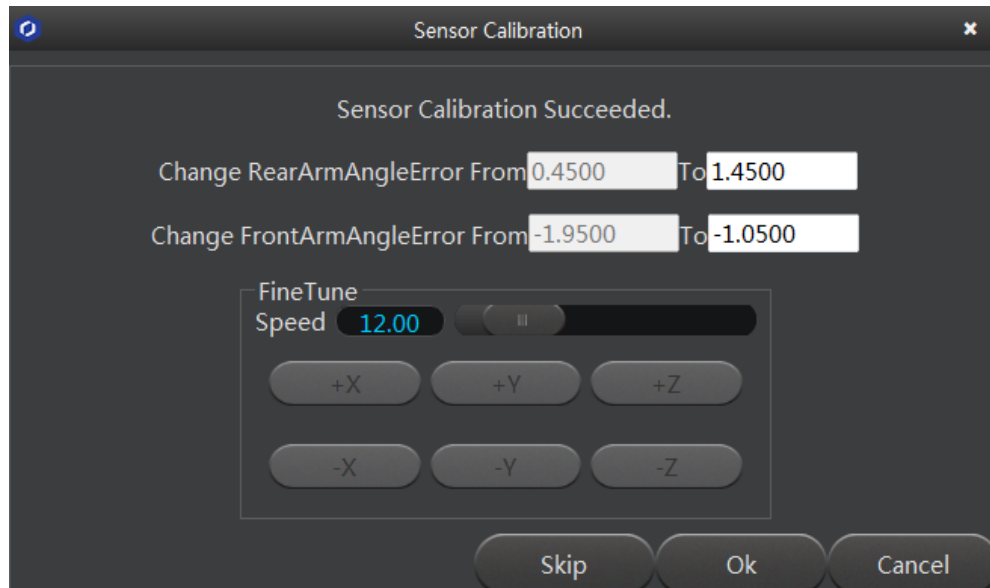 Sensor Calibration
Sensor Calibration Succeeded.
Change RearArmAngleError From 0.4500 To 1.4500
Change FrontArmAngleError From -1.9500 To -1.0500
FineTune
Speed 12.00
+X +Y +Z
-X -Y -Z
Skip Ok Cancel